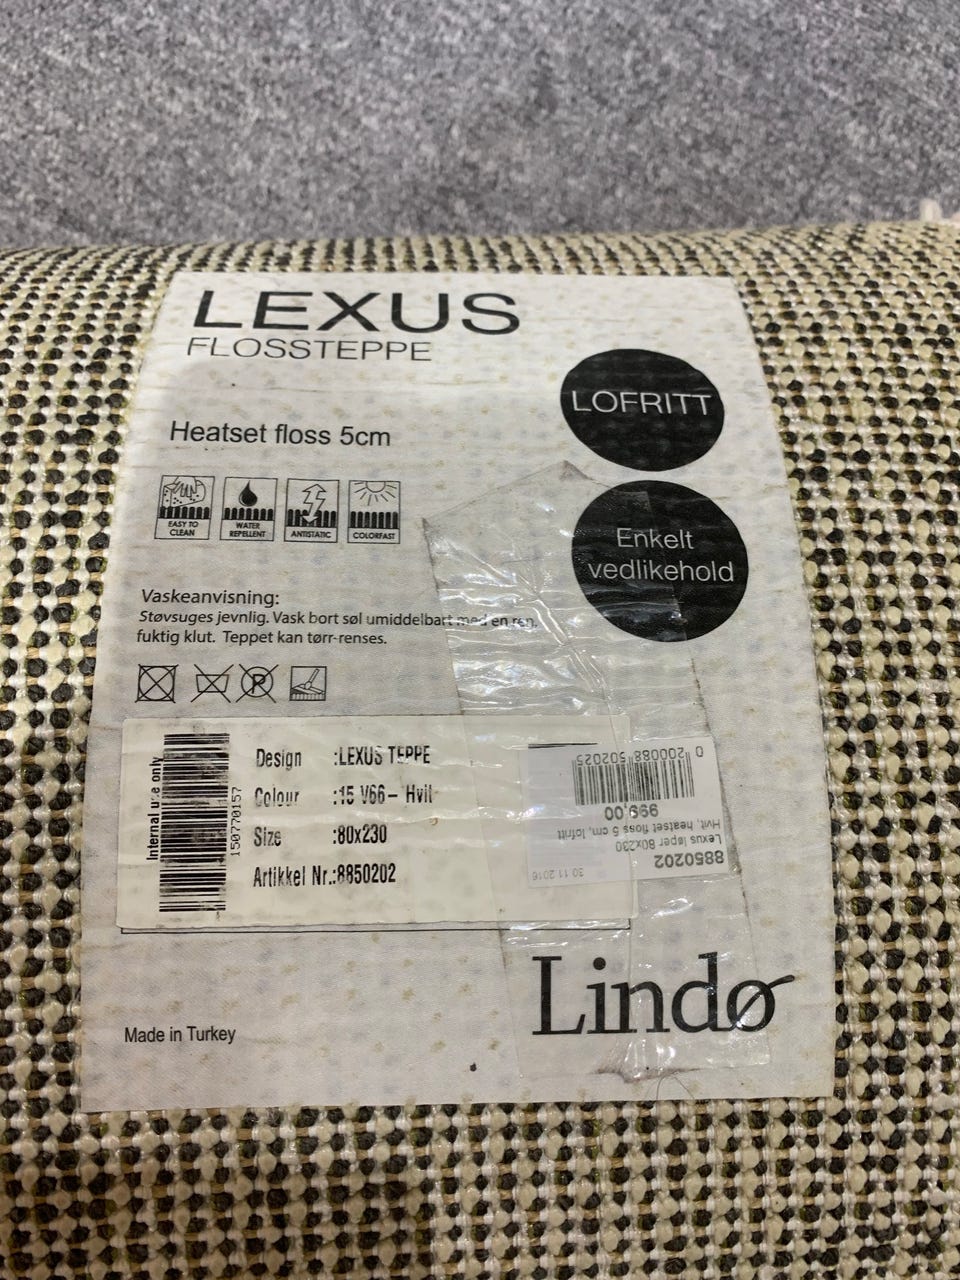 LEXUS
FLOSSTEPPE
LOFRITT
Heatset floss 5cm
EASY TO
CLEAN
WATER
REPELLENT
ANTISTATIC
COLORFAST
Enkelt
vedlikehold
Vaskeanvisning:
Støvsuges jevnlig. Vask bort søl umiddelbart med en ren,
fuktig klut. Teppet kan tørr-renses.
P
Internal use only
150770157
Design :LEXUS TEPPE
Colour :15 V66- Hvit
Size :80x230
Artikkel Nr.:8850202
8850202
30 11 2016
Lexus løper 80x230
Hvit, heatset floss 5 cm, lofritt
999,00
0 200088 502025
Lindø
Made in Turkey